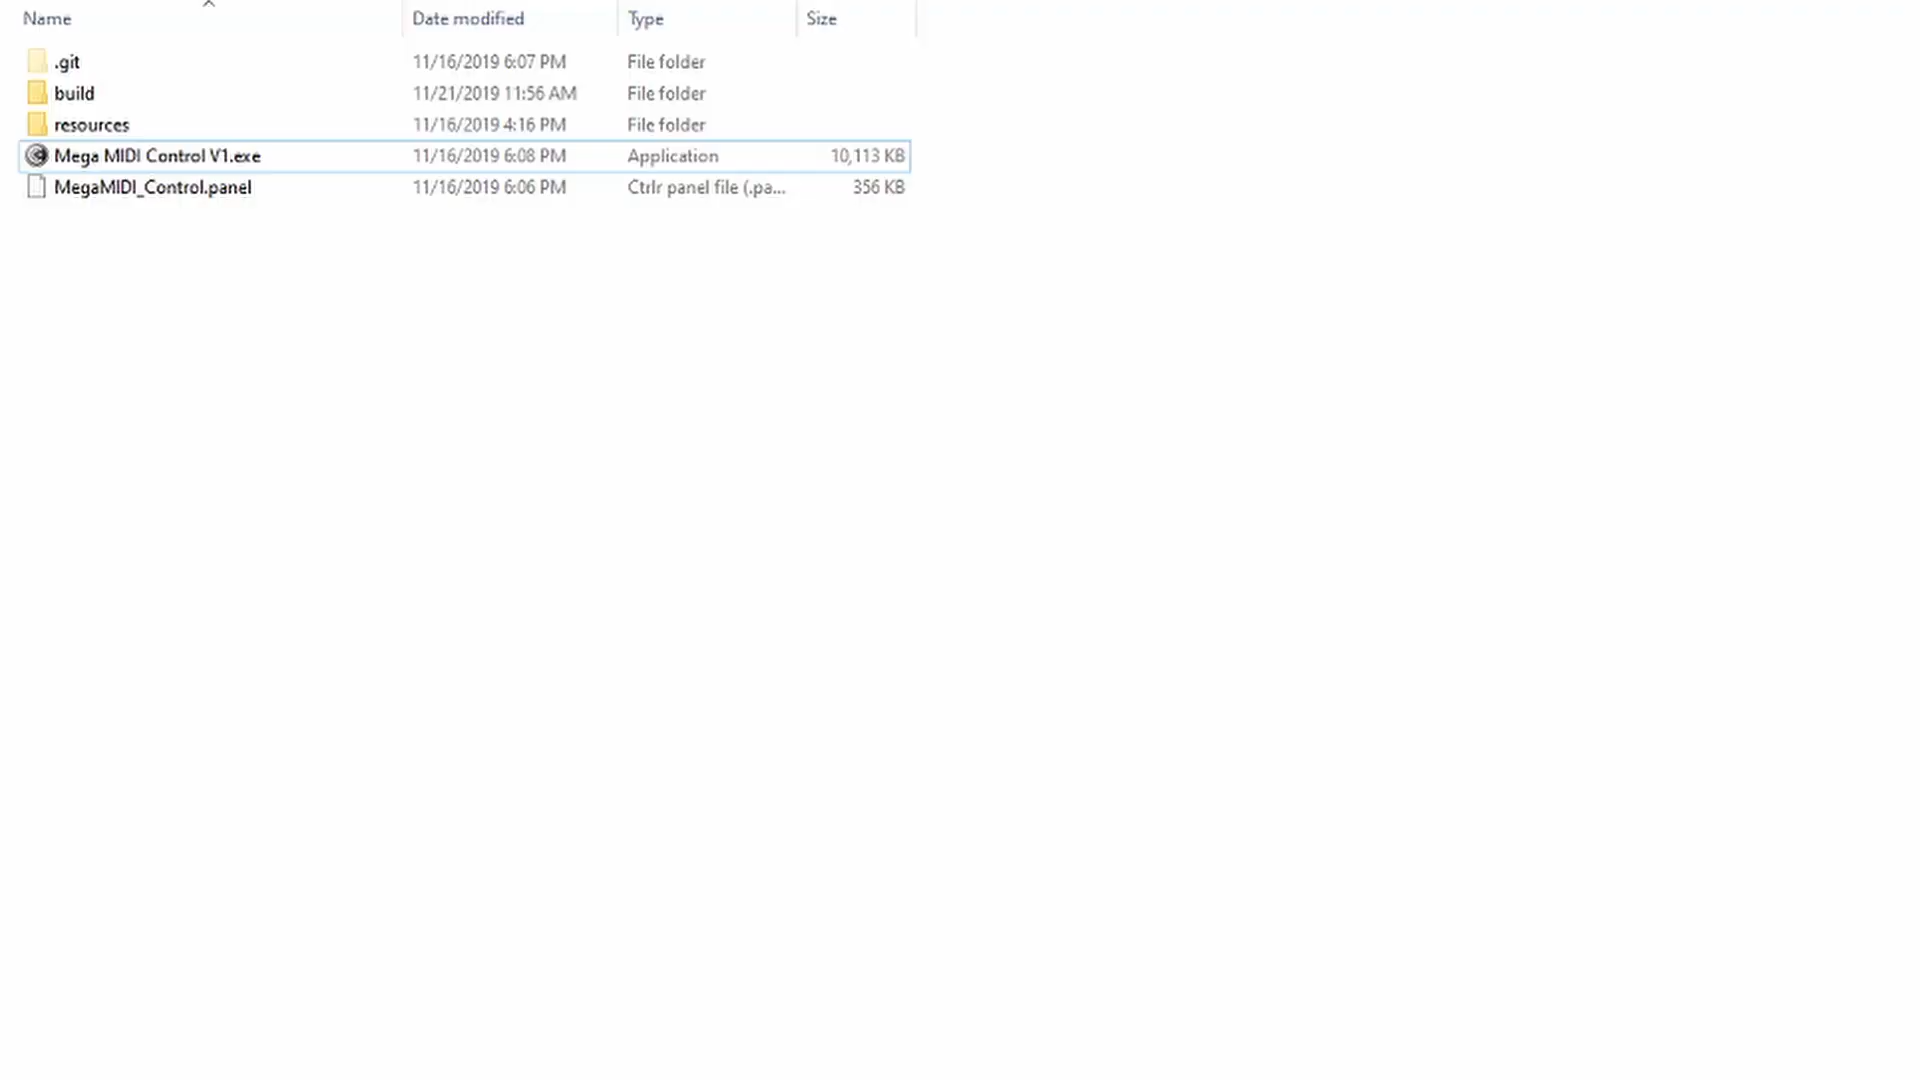 Name Date modified Type Size
.git 11/16/2019 6:07 PM File folder
build 11/21/2019 11:56 AM File folder
resources 11/16/2019 4:16 PM File folder
Mega MIDI Control V1.exe 11/16/2019 6:08 PM Application 10,113 KB
MegaMIDI_Control.panel 11/16/2019 6:06 PM Ctrlr panel file (.pa... 356 KB